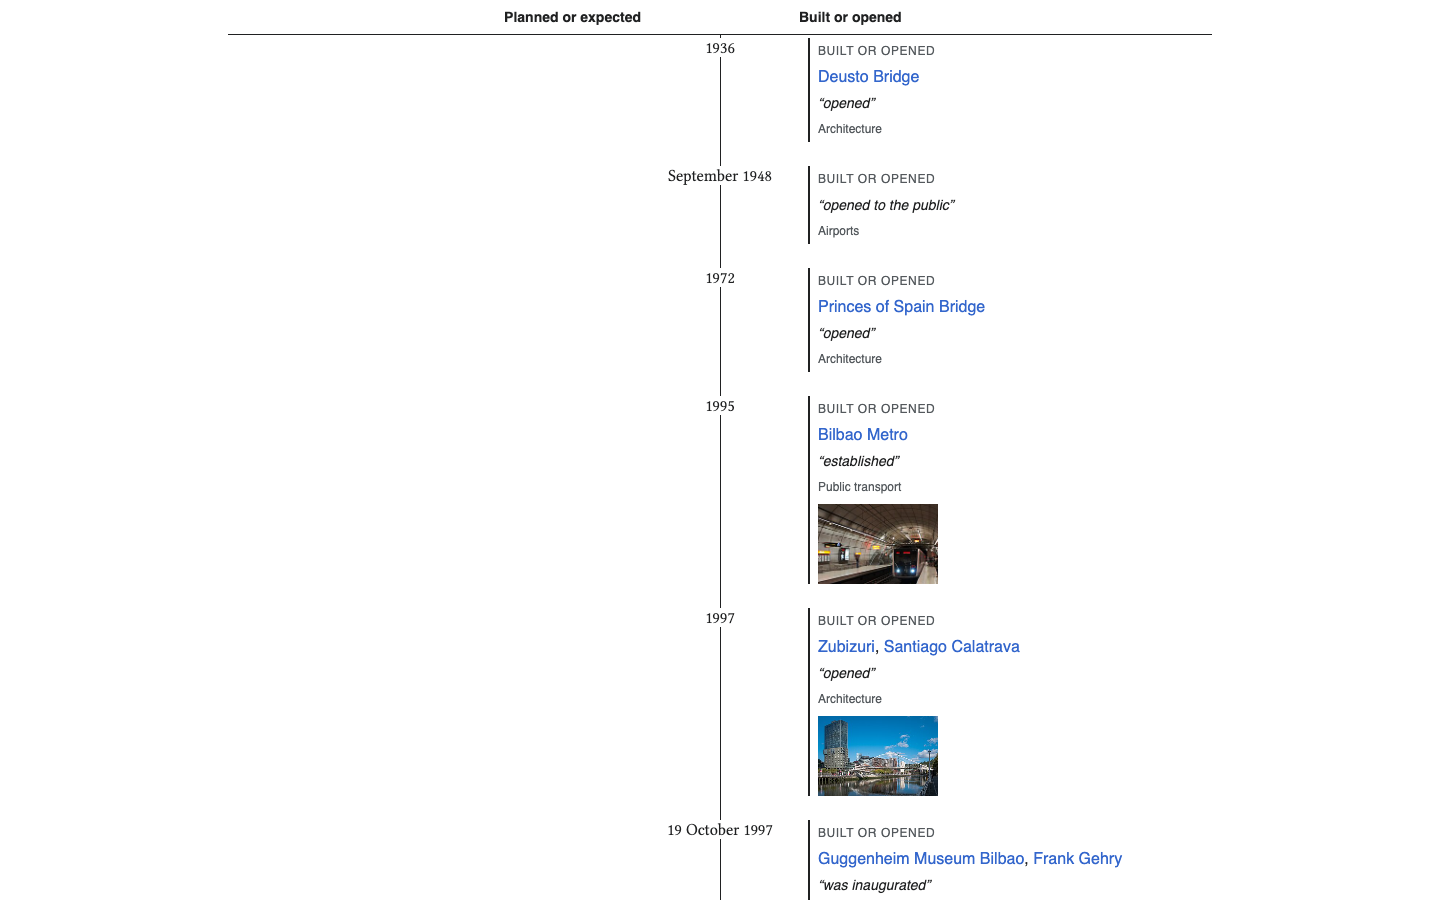 Planned or expected
Built or opened
1936
BUILT OR OPENED
Deusto Bridge
“opened”
Architecture
September 1948
BUILT OR OPENED
“opened to the public”
Airports
1972
BUILT OR OPENED
Princes of Spain Bridge
“opened”
Architecture
1995
BUILT OR OPENED
Bilbao Metro
“established”
Public transport
1997
BUILT OR OPENED
Zubizuri, Santiago Calatrava
“opened”
Architecture
19 October 1997
BUILT OR OPENED
Guggenheim Museum Bilbao, Frank Gehry
“was inaugurated”